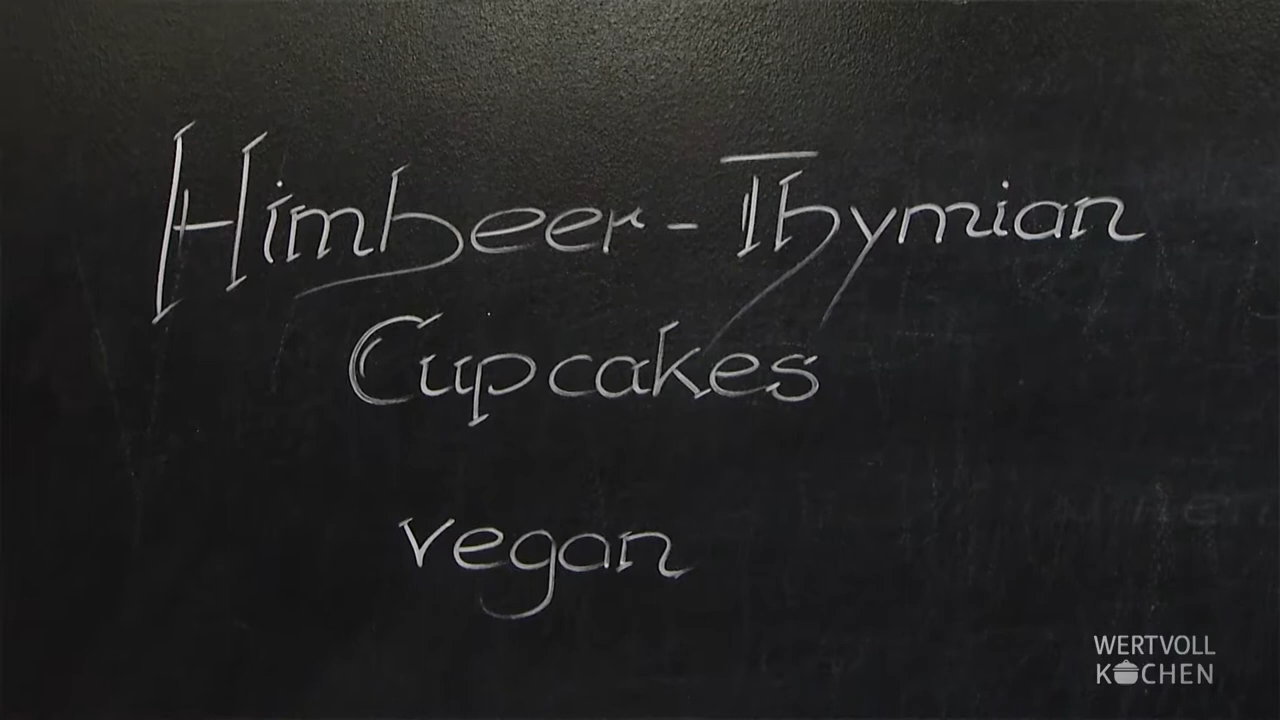 Himbeer-Thymian
Cupcakes
vegan
WERTVOLL
KOCHEN